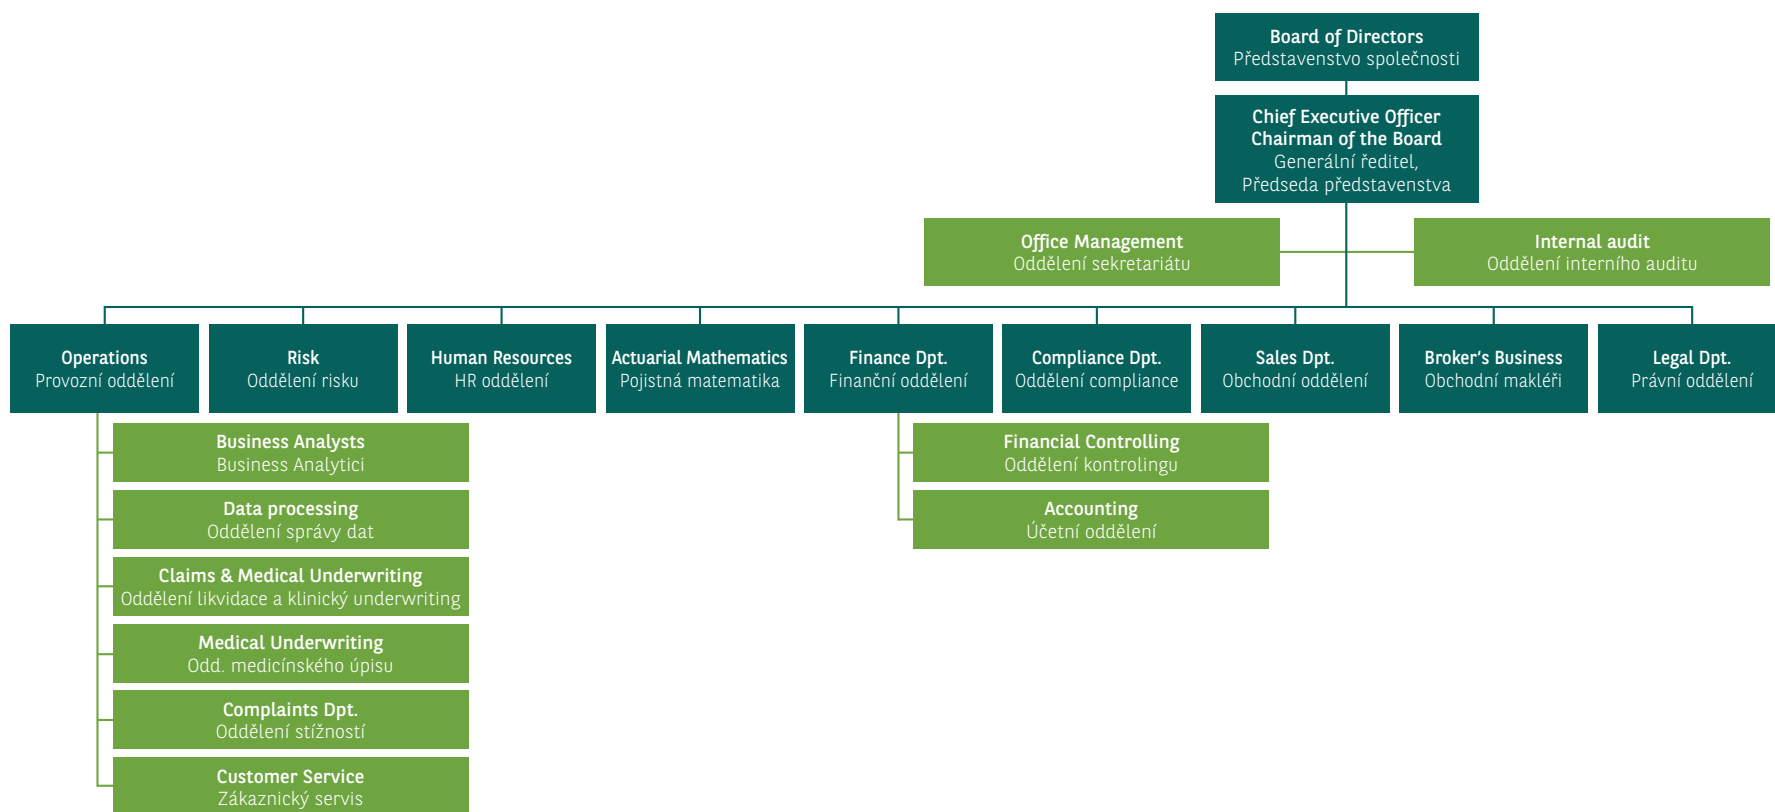 Board of Directors
Představenstvo společnosti
Chief Executive Officer
Chairman of the Board
Generální ředitel,
Předseda představenstva
Office Management
Oddělení sekretariátu
Internal audit
Oddělení interního auditu
Operations
Provozní oddělení
Risk
Oddělení risku
Human Resources
HR oddělení
Actuarial Mathematics
Pojistná matematika
Finance Dpt.
Finanční oddělení
Compliance Dpt.
Oddělení compliance
Sales Dpt.
Obchodní oddělení
Broker's Business
Obchodní makléři
Legal Dpt.
Právní oddělení
Business Analysts
Business Analytici
Data processing
Oddělení správy dat
Claims & Medical Underwriting
Oddělení likvidace a klinický underwriting
Medical Underwriting
Odd. medicínského úpisu
Complaints Dpt.
Oddělení stížností
Customer Service
Zákaznický servis
Financial Controlling
Oddělení kontrolingu
Accounting
Účetní oddělení